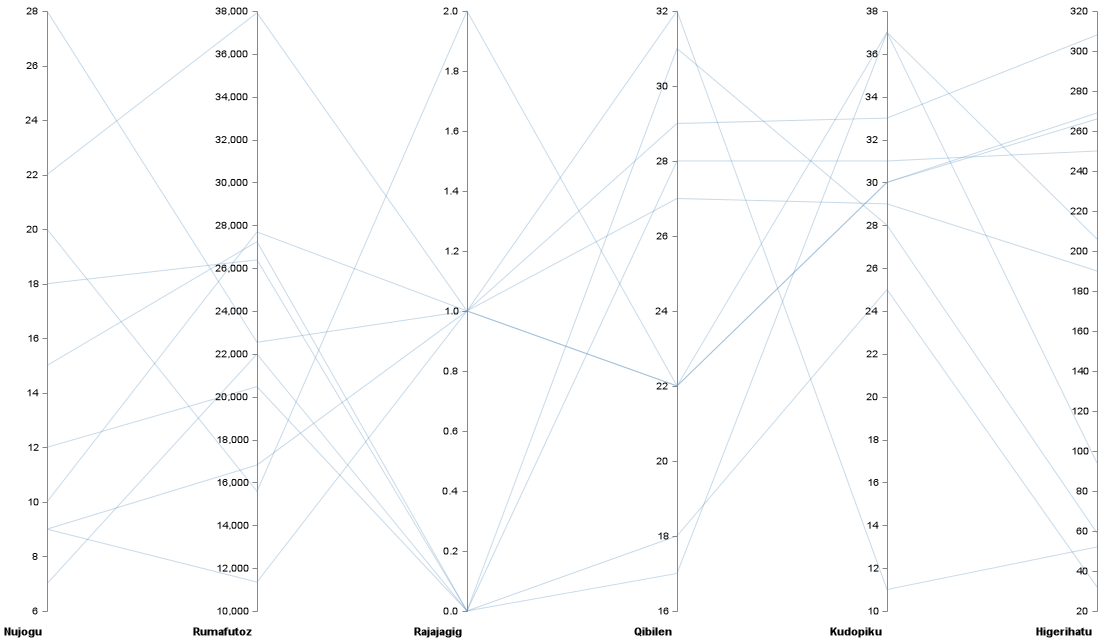 28 38,000 2.0 32 38 320
36,000 36 300
26 1.8 30 280
34,000 34
24 32,000 1.6 32 260
28 240
22 30,000 1.4 30 220
20 28,000 1.2 26 28 200
18 26,000 26 180
24,000 1.0 24 24 160
16 22,000 0.8 22 140
14 22 20 120
20,000 0.6
12 18,000 20 18 100
10 16,000 0.4 16 80
14,000 18 14 60
8 12,000 0.2 12 40
6 10,000 0.0 16 10 20
Nujogu Rumafutoz Rajajagig Qibilen Kudopiku Higerihatu